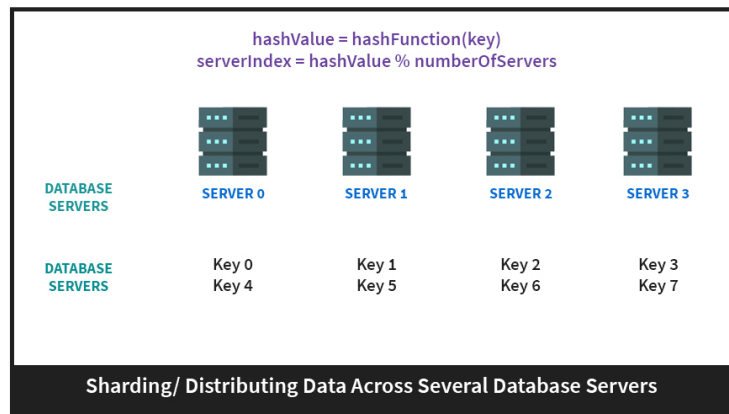 hashValue = hashFunction(key)
serverIndex = hashValue % numberOfServers
DATABASE
SERVERS
SERVER 0
SERVER 1
SERVER 2
SERVER 3
DATABASE
SERVERS
Key 0
Key 4
Key 1
Key 5
Key 2
Key 6
Key 3
Key 7
Sharding/ Distributing Data Across Several Database Servers